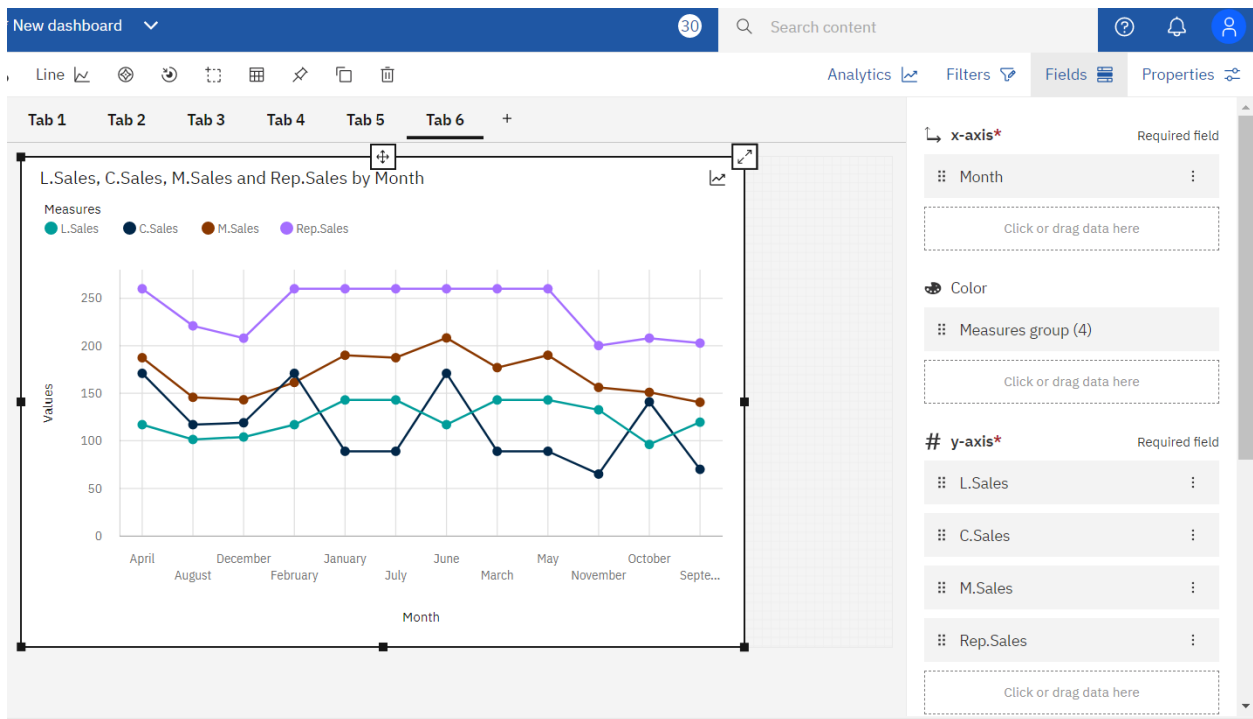 New dashboard 30 Search content
Line Analytics Filters Fields Properties
Tab 1 Tab 2 Tab 3 Tab 4 Tab 5 Tab 6 +
L.Sales, C.Sales, M.Sales and Rep.Sales by Month
Measures
L.Sales C.Sales M.Sales Rep.Sales
250
200
150
100
50
0
Values
April December January June May October
August February July March November Septe...
Month
x-axis* Required field
Month
Click or drag data here
Color
Measures group (4)
Click or drag data here
# y-axis* Required field
L.Sales
C.Sales
M.Sales
Rep.Sales
Click or drag data here